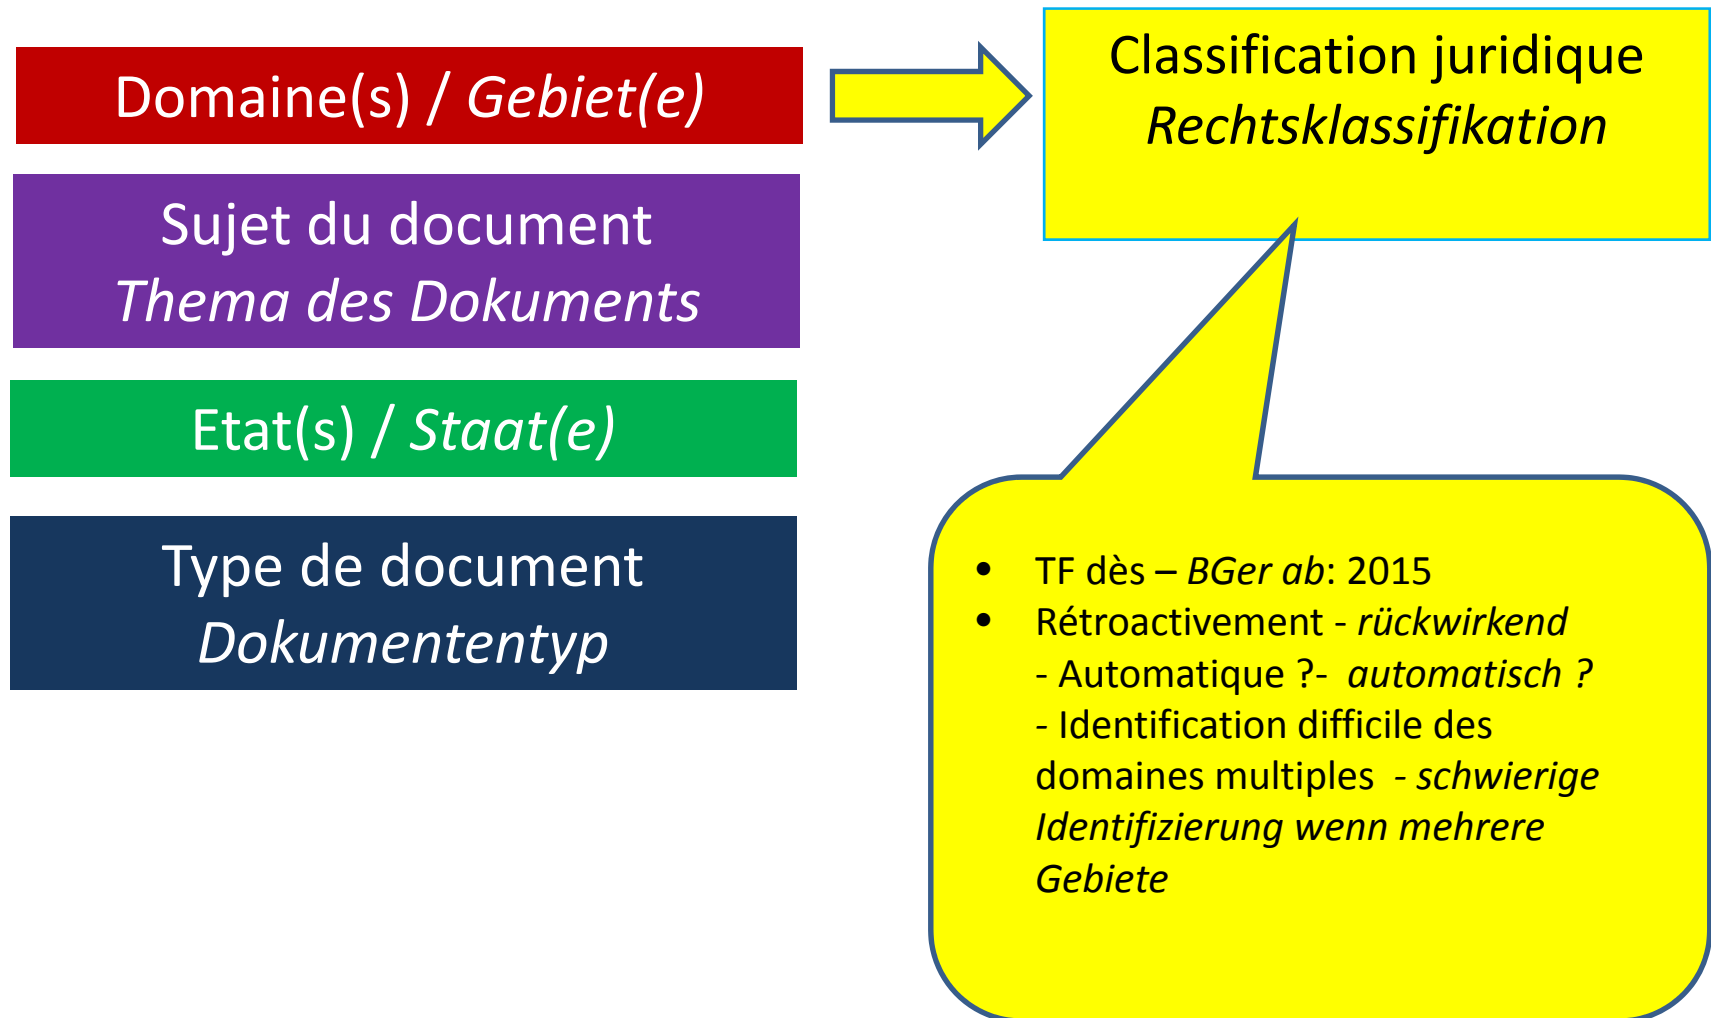 Domaine(s) / Gebiet(e)
Sujet du document
Thema des Dokuments
Etat(s) / Staat(e)
Type de document
Dokumententyp
Classification juridique
Rechtsklassifikation
• TF dès – BGer ab: 2015
• Rétroactivement - rückwirkend
- Automatique ?- automatisch ?
- Identification difficile des
domaines multiples - schwierige
Identifizierung wenn mehrere
Gebiete